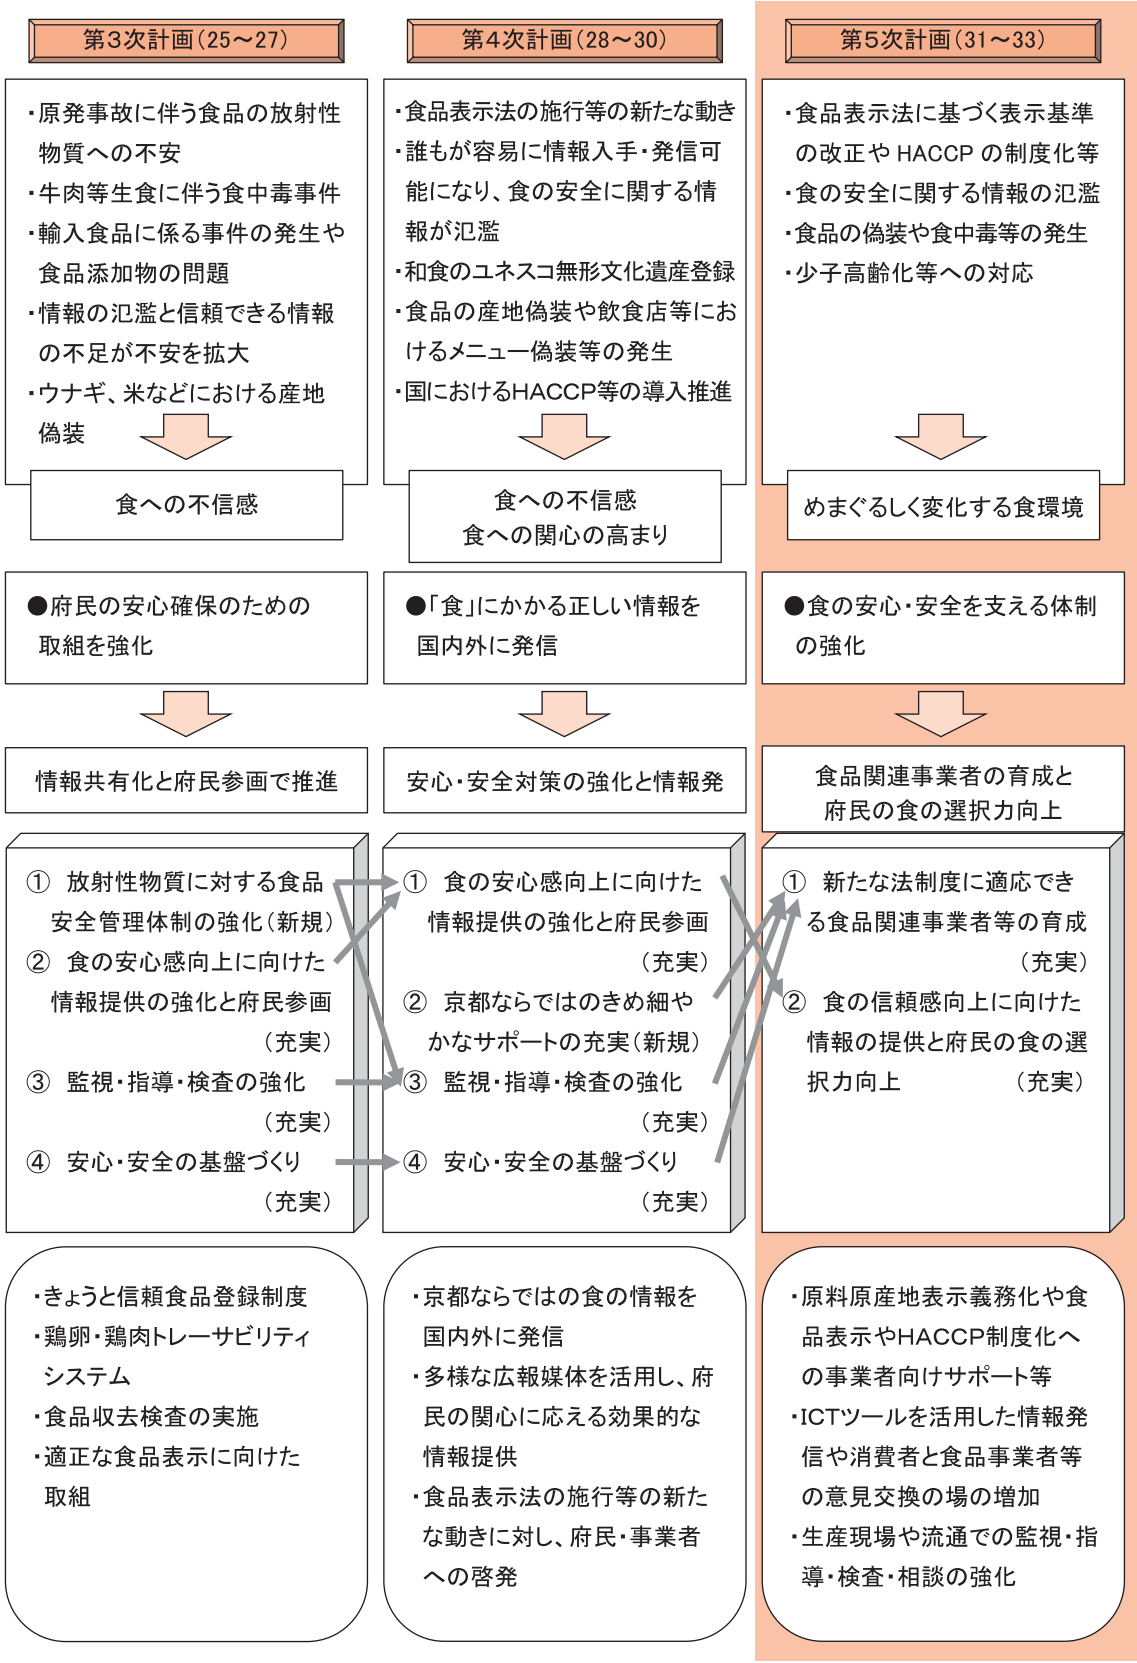 第３次計画(25～27)
・原発事故に伴う食品の放射性
物質への不安
・牛肉等生食に伴う食中毒事件
・輸入食品に係る事件の発生や
食品添加物の問題
・情報の氾濫と信頼できる情報
の不足が不安を拡大
・ウナギ、米などにおける産地
偽装
食への不信感
●府民の安心確保のための
取組を強化
情報共有化と府民参画で推進
① 放射性物質に対する食品
安全管理体制の強化(新規)
② 食の安心感向上に向けた
情報提供の強化と府民参画
(充実)
③ 監視・指導・検査の強化
(充実)
④ 安心・安全の基盤づくり
(充実)
・きょうと信頼食品登録制度
・鶏卵・鶏肉トレーサビリティ
システム
・食品収去検査の実施
・適正な食品表示に向けた
取組
第４次計画(28～30)
・食品表示法の施行等の新たな動き
・誰もが容易に情報入手・発信可
能になり、食の安全に関する情
報が氾濫
・和食のユネスコ無形文化遺産登録
・食品の産地偽装や飲食店等にお
けるメニュー偽装等の発生
・国におけるHACCP等の導入推進
食への不信感
食への関心の高まり
●「食」にかかる正しい情報を
国内外に発信
安心・安全対策の強化と情報発
① 食の安心感向上に向けた
情報提供の強化と府民参画
(充実)
② 京都ならではのきめ細や
かなサポートの充実(新規)
③ 監視・指導・検査の強化
(充実)
④ 安心・安全の基盤づくり
(充実)
・京都ならではの食の情報を
国内外に発信
・多様な広報媒体を活用し、府
民の関心に応える効果的な
情報提供
・食品表示法の施行等の新た
な動きに対し、府民・事業者
への啓発
第５次計画(31～33)
・食品表示法に基づく表示基準
の改正や HACCP の制度化等
・食の安全に関する情報の氾濫
・食品の偽装や食中毒等の発生
・少子高齢化等への対応
めまぐるしく変化する食環境
●食の安心・安全を支える体制
の強化
食品関連事業者の育成と
府民の食の選択力向上
① 新たな法制度に適応でき
る食品関連事業者等の育成
(充実)
② 食の信頼感向上に向けた
情報の提供と府民の食の選
択力向上 (充実)
・原料原産地表示義務化や食
品表示やHACCP制度化へ
の事業者向けサポート等
・ICTツールを活用した情報発
信や消費者と食品事業者等
の意見交換の場の増加
・生産現場や流通での監視・指
導・検査・相談の強化